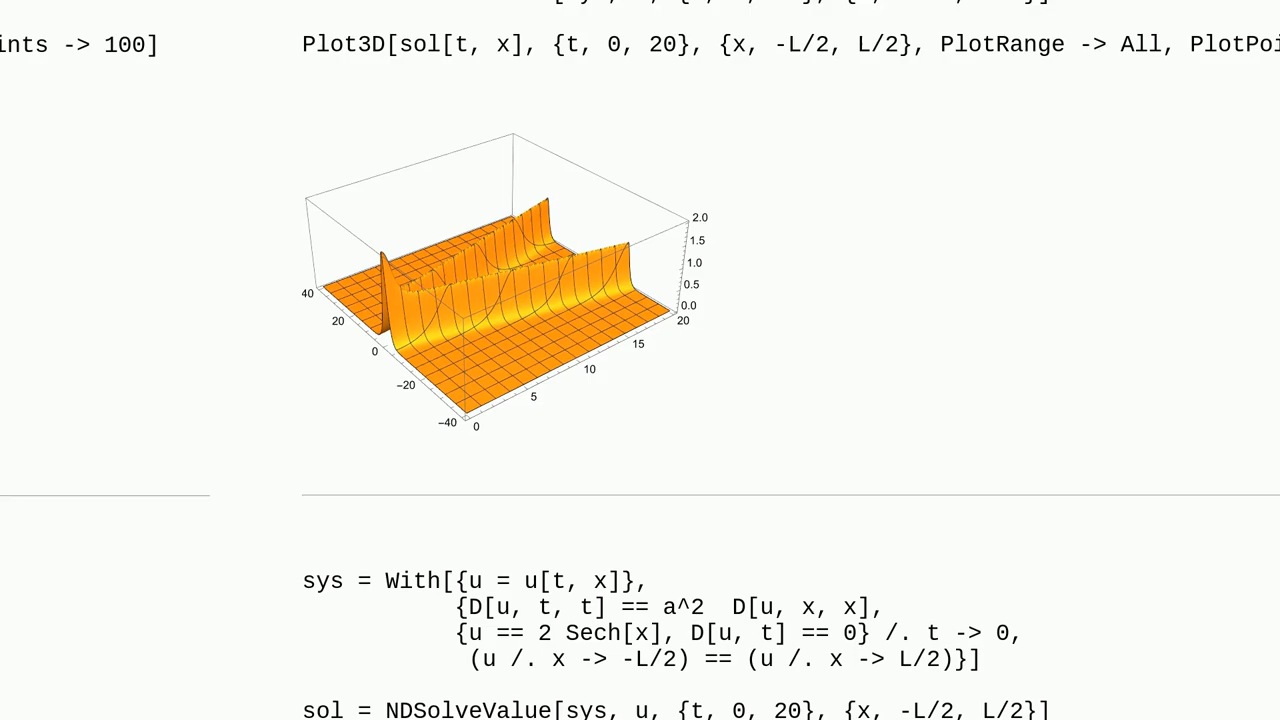 ints -> 100]
Plot3D[sol[t, x], {t, 0, 20}, {x, -L/2, L/2}, PlotRange -> All, PlotPoi
2.0
1.5
1.0
0.5
0.0
40
20
0
−20
−40
0
5
10
15
20
sys = With[{u = u[t, x]},
{D[u, t, t] == a^2  D[u, x, x],
{u == 2 Sech[x], D[u, t] == 0} /. t -> 0,
(u /. x -> -L/2) == (u /. x -> L/2)}]
sol = NDSolveValue[sys, u, {t, 0, 20}, {x, -L/2, L/2}]